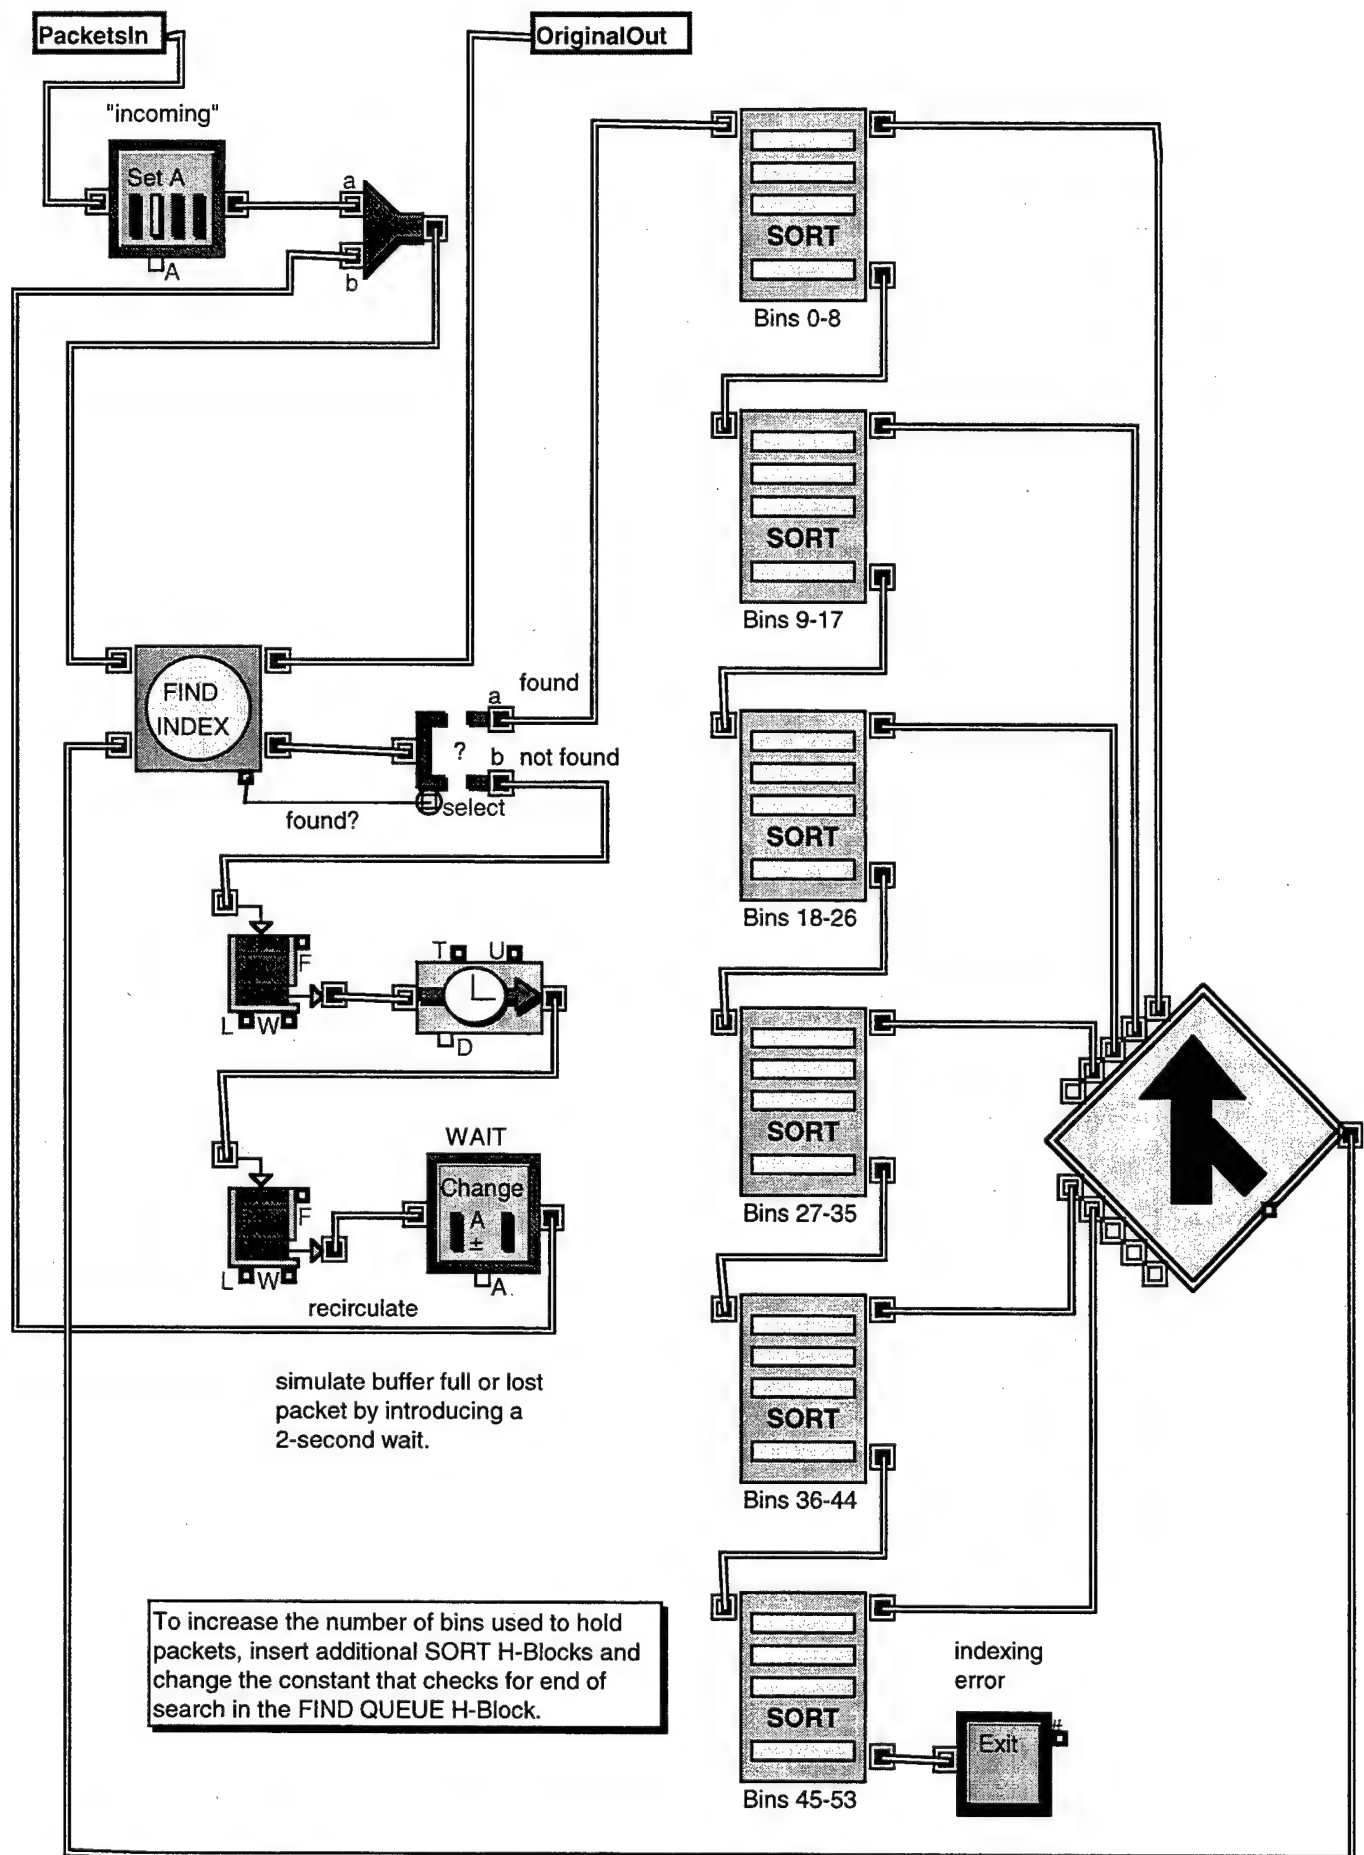 PacketsIn
OriginalOut
"incoming"
Set A
A
a
b
SORT
Bins 0-8
SORT
Bins 9-17
FIND
INDEX
found?
a
found
?
b
not found
select
SORT
Bins 18-26
F
L
W
T
U
D
SORT
Bins 27-35
F
L
W
WAIT
Change
A
±
A
recirculate
simulate buffer full or lost
packet by introducing a
2-second wait.
SORT
Bins 36-44
To increase the number of bins used to hold
packets, insert additional SORT H-Blocks and
change the constant that checks for end of
search in the FIND QUEUE H-Block.
SORT
Bins 45-53
indexing
error
Exit
#